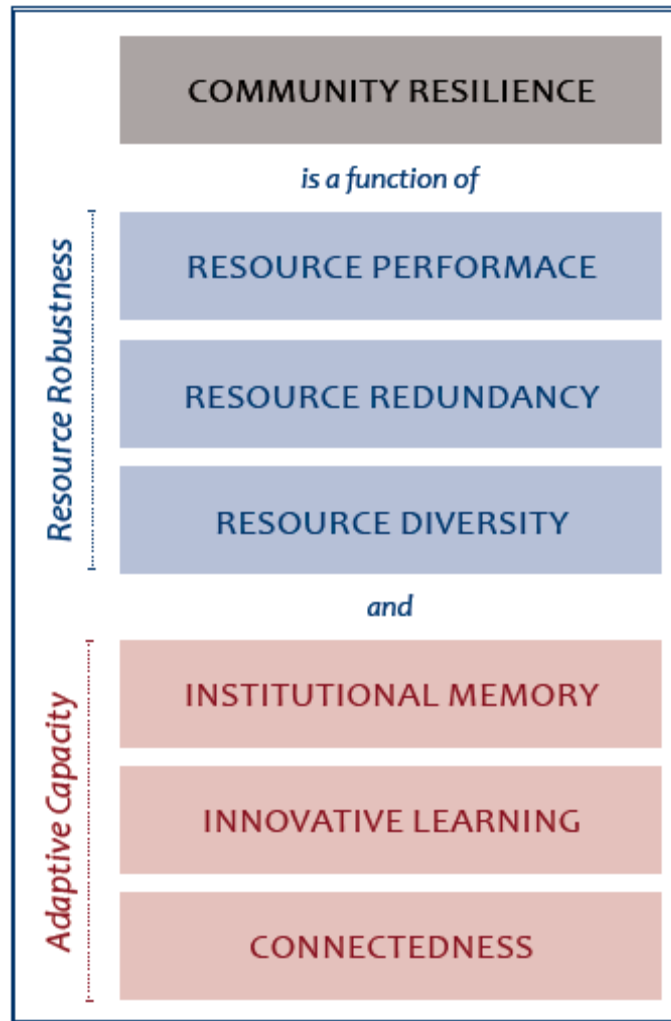 COMMUNITY RESILIENCE
is a function of
Resource Robustness
RESOURCE PERFORMACE
RESOURCE REDUNDANCY
RESOURCE DIVERSITY
and
Adaptive Capacity
INSTITUTIONAL MEMORY
INNOVATIVE LEARNING
CONNECTEDNESS